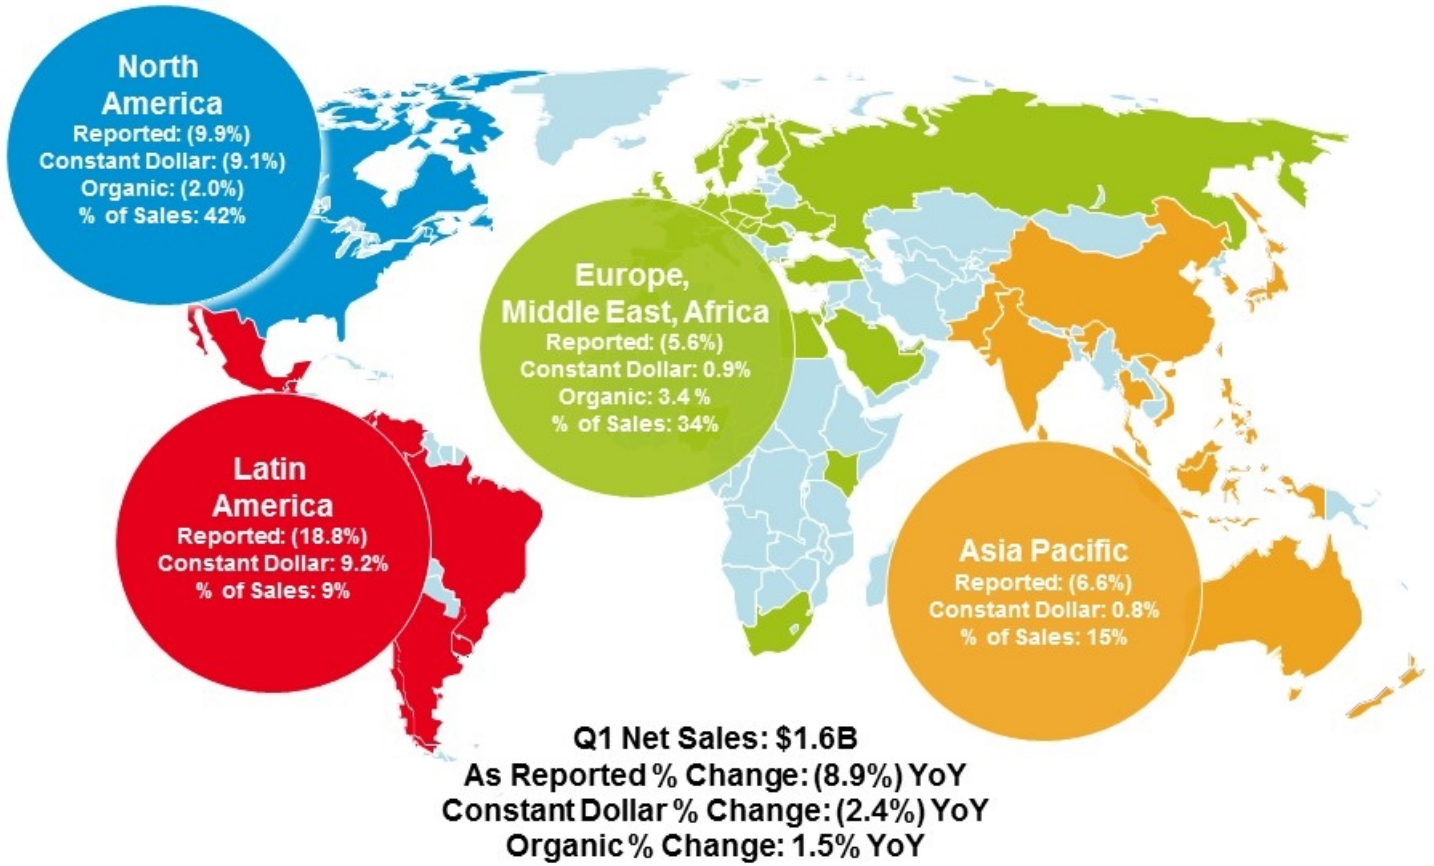 North
America
Reported: (9.9%)
Constant Dollar: (9.1%)
Organic: (2.0%)
% of Sales: 42%
Europe,
Middle East, Africa
Reported: (5.6%)
Constant Dollar: 0.9%
Organic: 3.4 %
% of Sales: 34%
Latin
America
Reported: (18.8%)
Constant Dollar: 9.2%
% of Sales: 9%
Asia Pacific
Reported: (6.6%)
Constant Dollar: 0.8%
% of Sales: 15%
Q1 Net Sales: $1.6B
As Reported % Change: (8.9%) YoY
Constant Dollar % Change: (2.4%) YoY
Organic % Change: 1.5% YoY